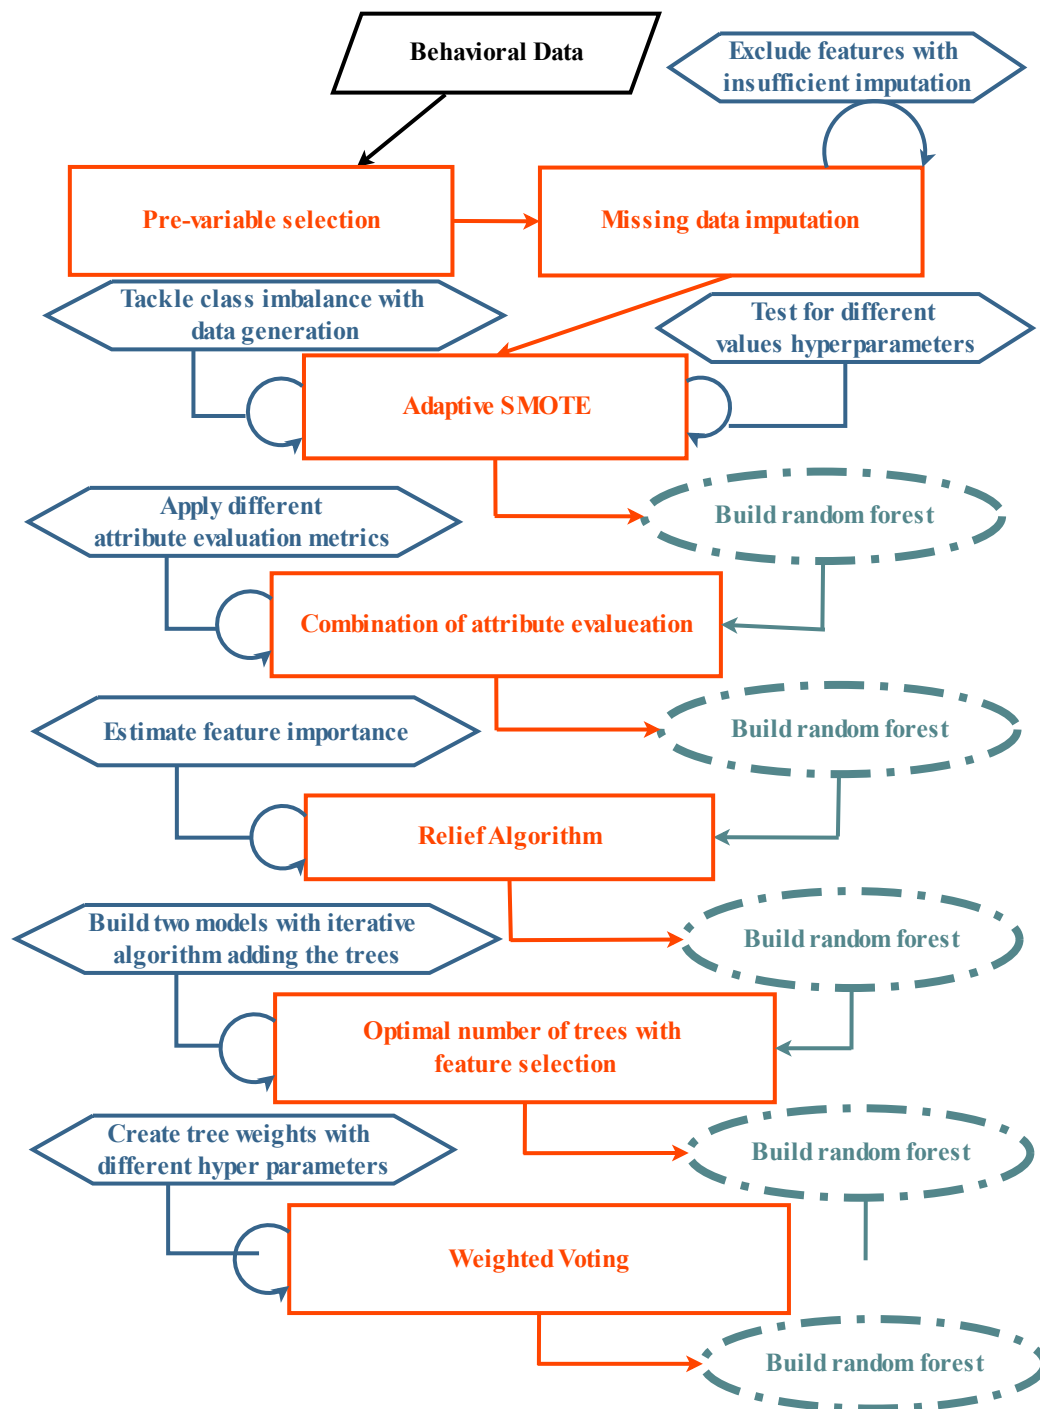 Behavioral Data
Exclude features with
insufficient imputation
Pre-variable selection
Missing data imputation
Tackle class imbalance with
data generation
Test for different
values hyperparameters
Adaptive SMOTE
Apply different
attribute evaluation metrics
Build random forest
Combination of attribute evalueation
Estimate feature importance
Build random forest
Relief Algorithm
Build two models with iterative
algorithm adding the trees
Build random forest
Optimal number of trees with
feature selection
Create tree weights with
different hyper parameters
Build random forest
Weighted Voting
Build random forest